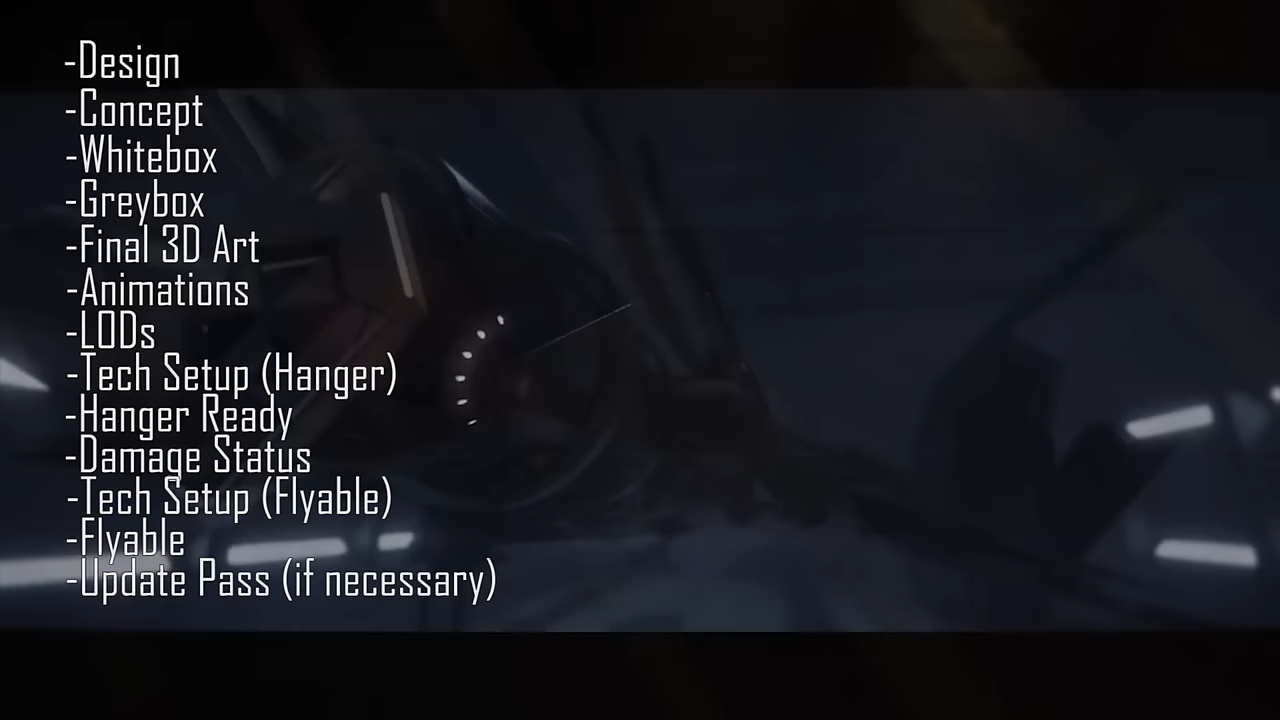 -Design
-Concept
-Whitebox
-Greybox
-Final 3D Art
-Animations
-LODs
-Tech Setup (Hanger)
-Hanger Ready
-Damage Status
-Tech Setup (Flyable)
-Flyable
-Update Pass (if necessary)